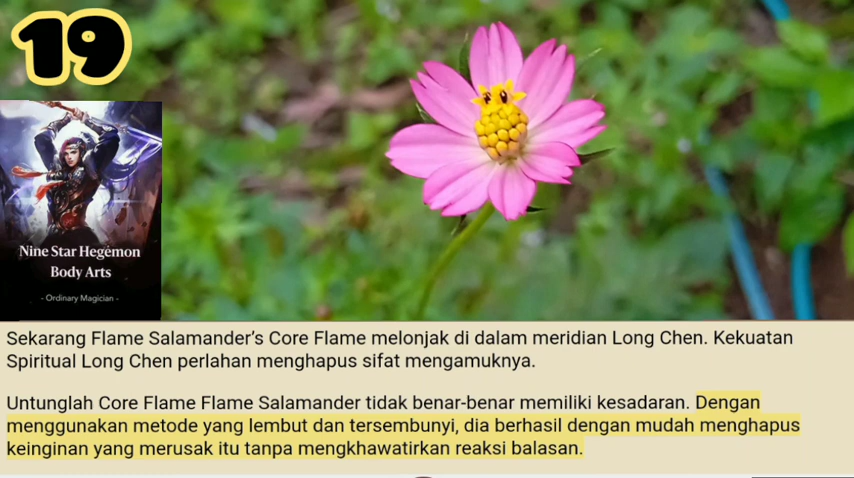 19
Nine Star Hegemon
Body Arts
- Ordinary Magician -
Sekarang Flame Salamander's Core Flame melonjak di dalam meridian Long Chen. Kekuatan
Spiritual Long Chen perlahan menghapus sifat mengamuknya.
Untunglah Core Flame Flame Salamander tidak benar-benar memiliki kesadaran. Dengan
menggunakan metode yang lembut dan tersembunyi, dia berhasil dengan mudah menghapus
keinginan yang merusak itu tanpa mengkhawatirkan reaksi balasan.